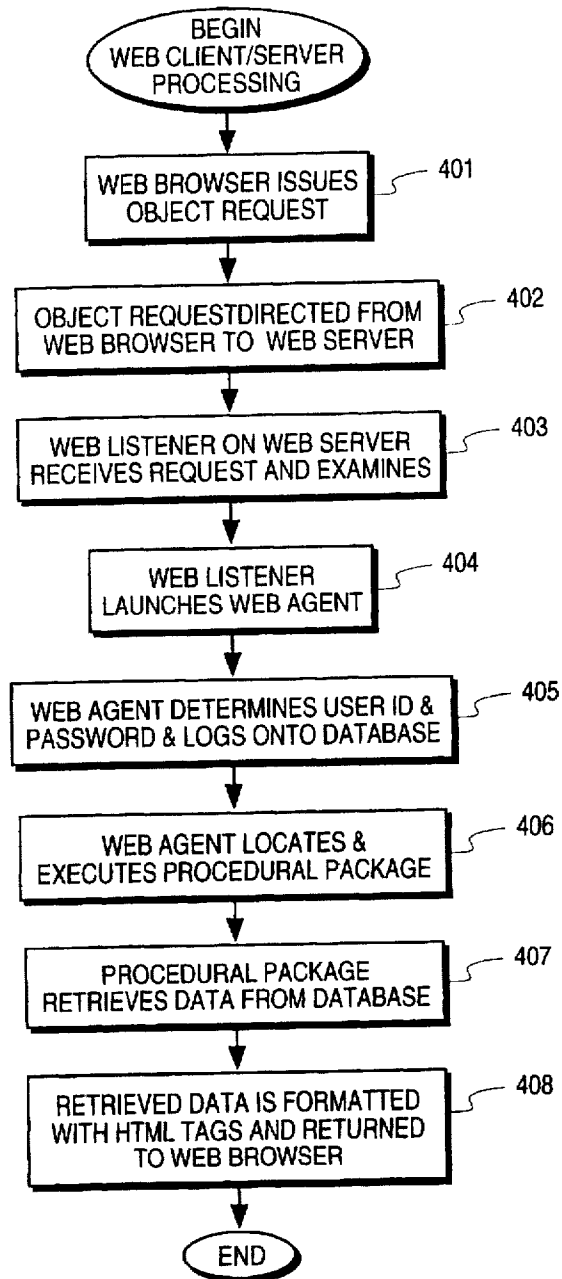 BEGIN
WEB CLIENT/SERVER
PROCESSING
WEB BROWSER ISSUES
OBJECT REQUEST
401
OBJECT REQUESTDIRECTED FROM
WEB BROWSER TO WEB SERVER
402
WEB LISTENER ON WEB SERVER
RECEIVES REQUEST AND EXAMINES
403
WEB LISTENER
LAUNCHES WEB AGENT
404
WEB AGENT DETERMINES USER ID &
PASSWORD & LOGS ONTO DATABASE
405
WEB AGENT LOCATES &
EXECUTES PROCEDURAL PACKAGE
406
PROCEDURAL PACKAGE
RETRIEVES DATA FROM DATABASE
407
RETRIEVED DATA IS FORMATTED
WITH HTML TAGS AND RETURNED
TO WEB BROWSER
408
END